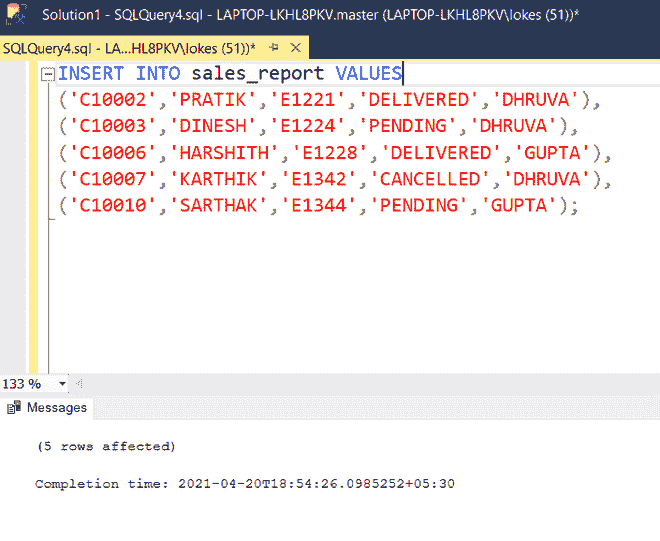 Solution1 - SQLQuery4.sql - LAPTOP-LKHL8PKV.master (LAPTOP-LKHL8PKV\lokes (51))*
SQLQuery4.sql - LA...HL8PKV\lokes (51))*
INSERT INTO sales_report VALUES
('C10002','PRATIK','E1221','DELIVERED','DHRUVA'),
('C10003','DINESH','E1224','PENDING','DHRUVA'),
('C10006','HARSHITH','E1228','DELIVERED','GUPTA'),
('C10007','KARTHIK','E1342','CANCELLED','DHRUVA'),
('C10010','SARTHAK','E1344','PENDING','GUPTA');
133 %
Messages
(5 rows affected)
Completion time: 2021-04-20T18:54:26.0985252+05:30